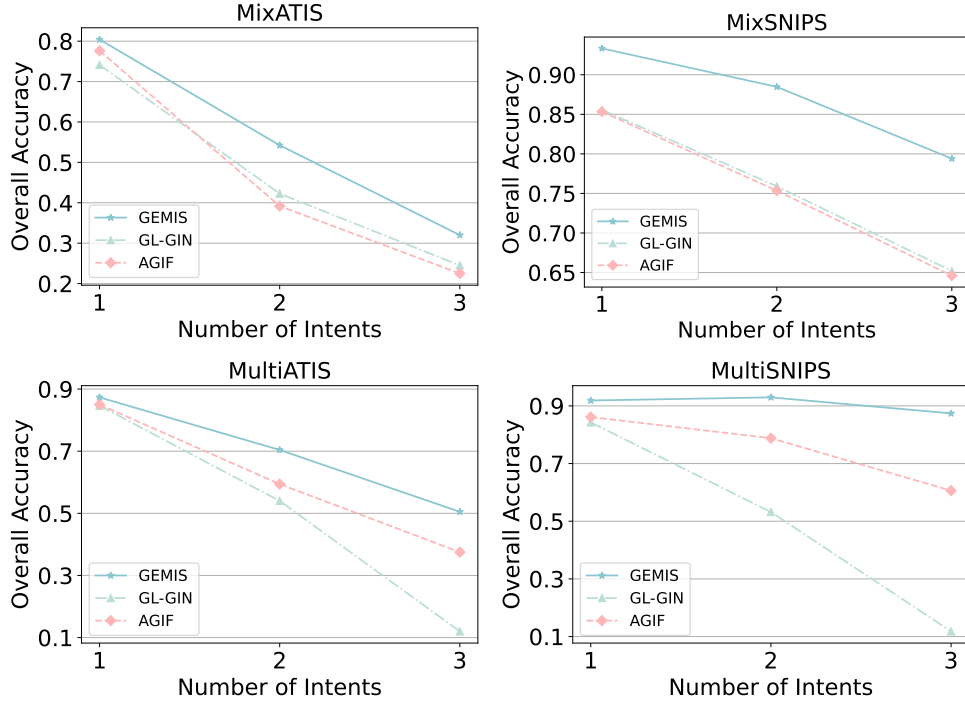 MixATIS
0.8
0.7
0.6
0.5
0.4
0.3
0.2
Overall Accuracy
GEMIS
GL-GIN
AGIF
1 2 3
Number of Intents
MixSNIPS
0.90
0.85
0.80
0.75
0.70
0.65
Overall Accuracy
GEMIS
GL-GIN
AGIF
1 2 3
Number of Intents
MultiATIS
0.9
0.7
0.5
0.3
0.1
Overall Accuracy
GEMIS
GL-GIN
AGIF
1 2 3
Number of Intents
MultiSNIPS
0.9
0.7
0.5
0.3
0.1
Overall Accuracy
GEMIS
GL-GIN
AGIF
1 2 3
Number of Intents